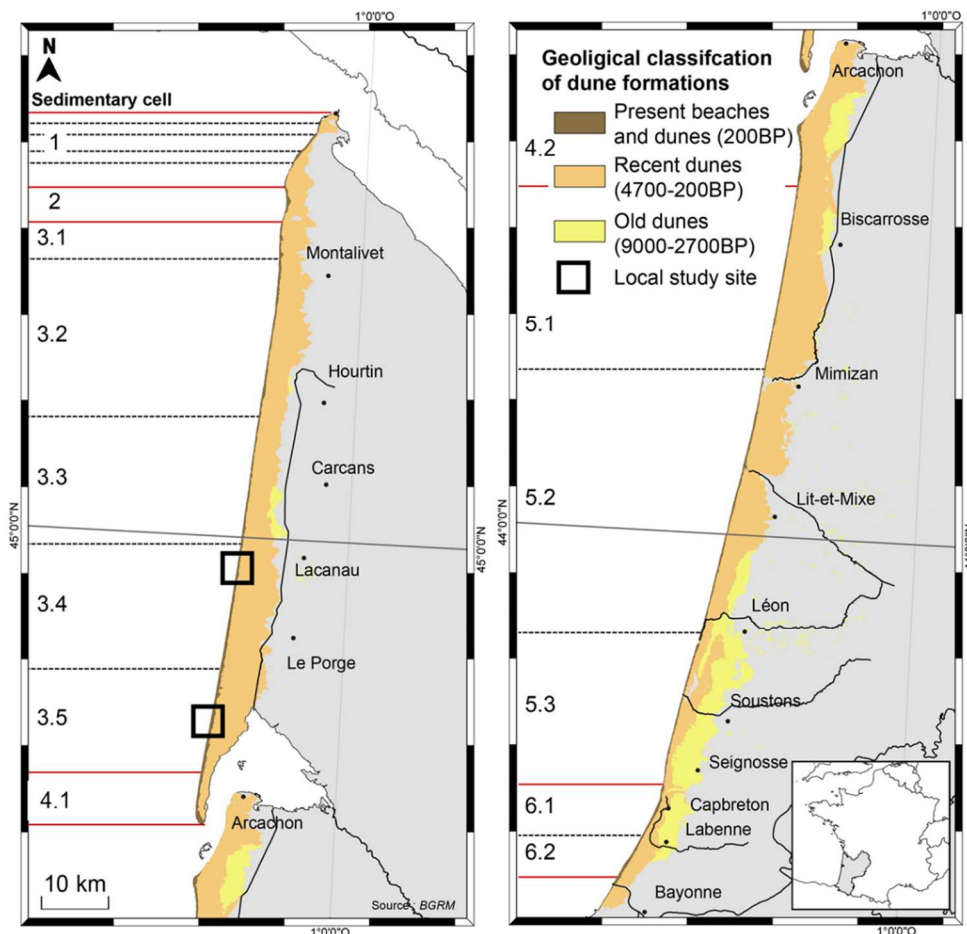 1°0'0"O
N
Sedimentary cell
1
2
3.1
Montalivet
3.2
Hourtin
3.3
Carcans
45°0'0"N
45°0'0"N
Lacanau
3.4
Le Porge
3.5
4.1
Arcachon
10 km
Source : BGRM
1°0'0"O
1°0'0"O
Geoligical classifcation
of dune formations
Present beaches
and dunes (200BP)
Recent dunes
(4700-200BP)
Old dunes
(9000-2700BP)
Local study site
Arcachon
4.2
Biscarrosse
5.1
Mimizan
5.2
Lit-et-Mixe
44°0'0"N
Léon
5.3
Soustons
Seignosse
6.1
Capbreton
Labenne
6.2
Bayonne
1°0'0"O